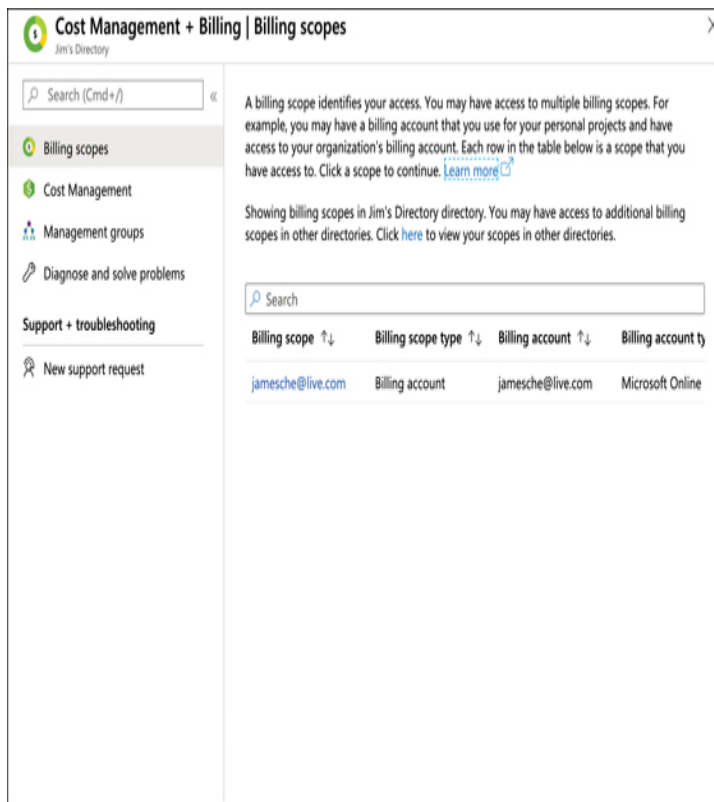 Cost Management + Billing | Billing scopes
Jim's Directory
Search (Cmd+/)
Billing scopes
Cost Management
Management groups
Diagnose and solve problems
Support + troubleshooting
New support request
A billing scope identifies your access. You may have access to multiple billing scopes. For
example, you may have a billing account that you use for your personal projects and have
access to your organization's billing account. Each row in the table below is a scope that you
have access to. Click a scope to continue. Learn more
Showing billing scopes in Jim's Directory directory. You may have access to additional billing
scopes in other directories. Click here to view your scopes in other directories.
Search
Billing scope ↑↓ Billing scope type ↑↓ Billing account ↑↓ Billing account ty
jamesche@live.com Billing account jamesche@live.com Microsoft Online